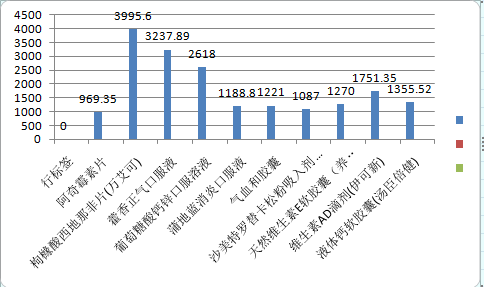 4500
4000
3500
3000
2500
2000
1500
1000
500
0
0
969.35
3995.6
3237.89
2618
1188.8
1221
1087
1270
1751.35
1355.52
行标签
阿奇霉素片
枸橼酸西地那非片(万艾可)
藿香正气口服液
葡萄糖酸钙锌口服溶液
蒲地蓝消炎口服液
气血和胶囊
沙美特罗替卡松粉吸入剂…
天然维生素E软胶囊（养…
维生素AD滴剂(伊可新)
液体钙软胶囊(汤臣倍健)